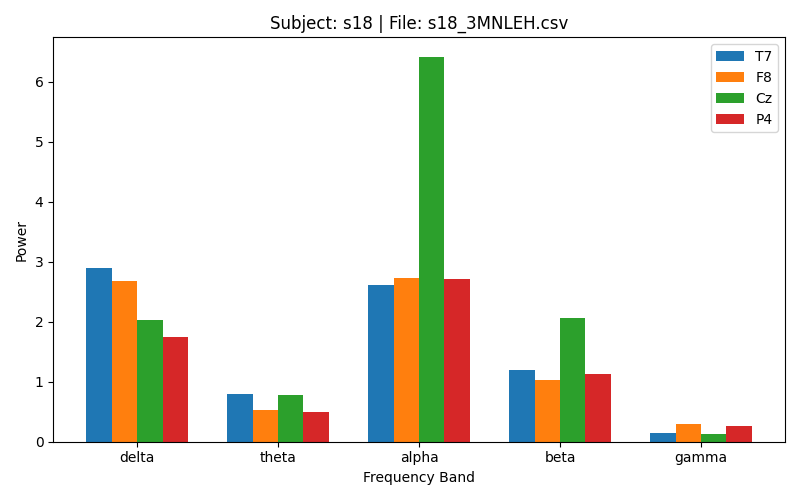 Subject: s18 | File: s18_3MNLEH.csv
T7
F8
Cz
P4
Power
6
5
4
3
2
1
0
delta theta alpha beta gamma
Frequency Band